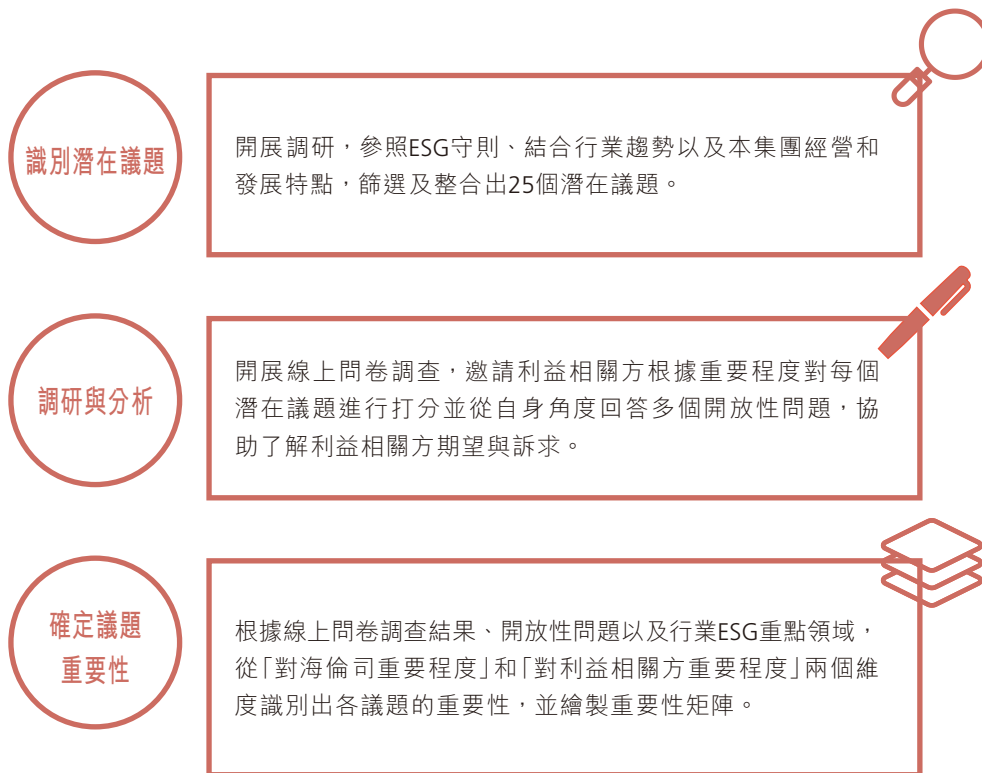 識別潛在議題
開展調研，參照ESG守則、結合行業趨勢以及本集團經營和
發展特點，篩選及整合出25個潛在議題。
調研與分析
開展線上問卷調查，邀請利益相關方根據重要程度對每個
潛在議題進行打分並從自身角度回答多個開放性問題，協
助了解利益相關方期望與訴求。
確定議題
重要性
根據線上問卷調查結果、開放性問題以及行業ESG重點領域，
從「對海倫司重要程度」和「對利益相關方重要程度」兩個維
度識別出各議題的重要性，並繪製重要性矩陣。